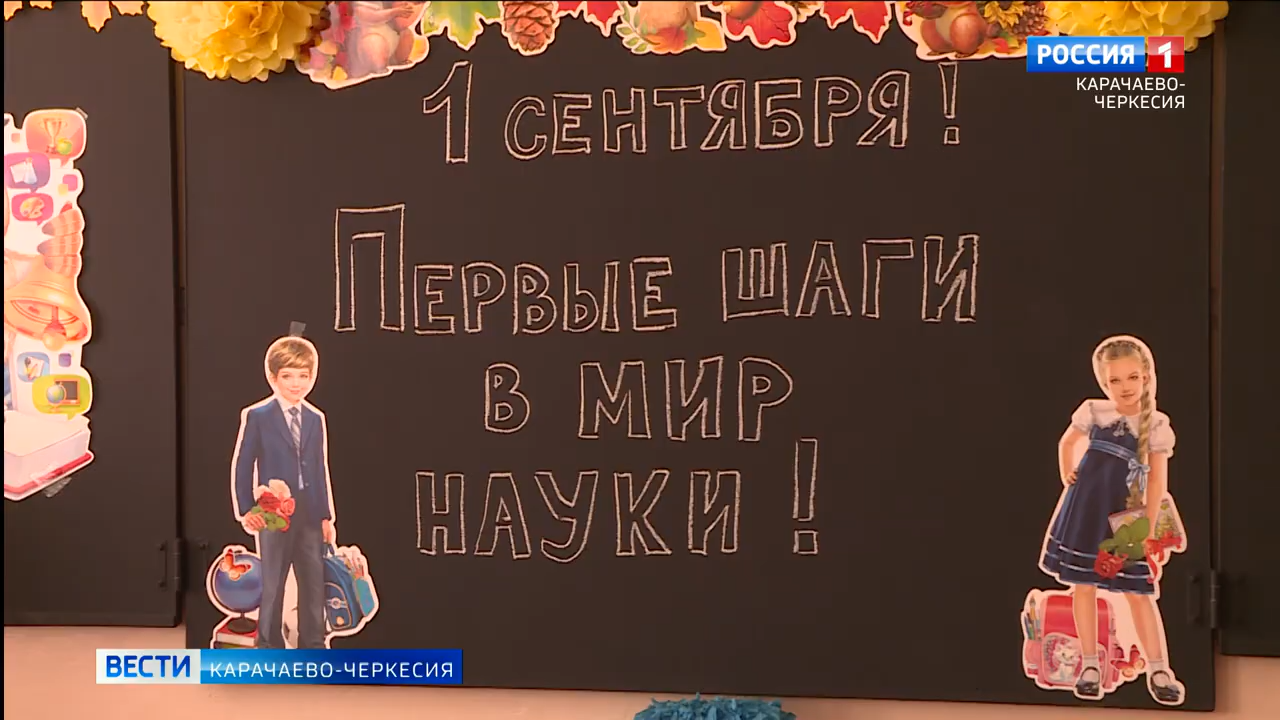 РОССИЯ 1
КАРАЧАЕВО-
ЧЕРКЕСИЯ
1 СЕНТЯБРЯ!
ПЕРВЫЕ ШАГИ
В МИР
НАУКИ!
ВЕСТИ КАРАЧАЕВО-ЧЕРКЕСИЯ